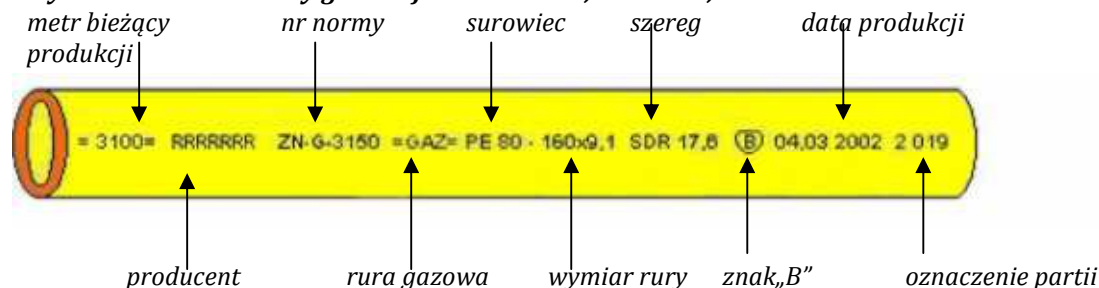 metr bieżący nr normy surowiec szereg data produkcji
produkcji
= 3100= RRRRRRR ZN-G-3150 =GAZ= PE 80 - 160x9,1 SDR 17,6 B 04,03 2002 2 019
producent rura gazowa wymiar rury znak„B” oznaczenie partii